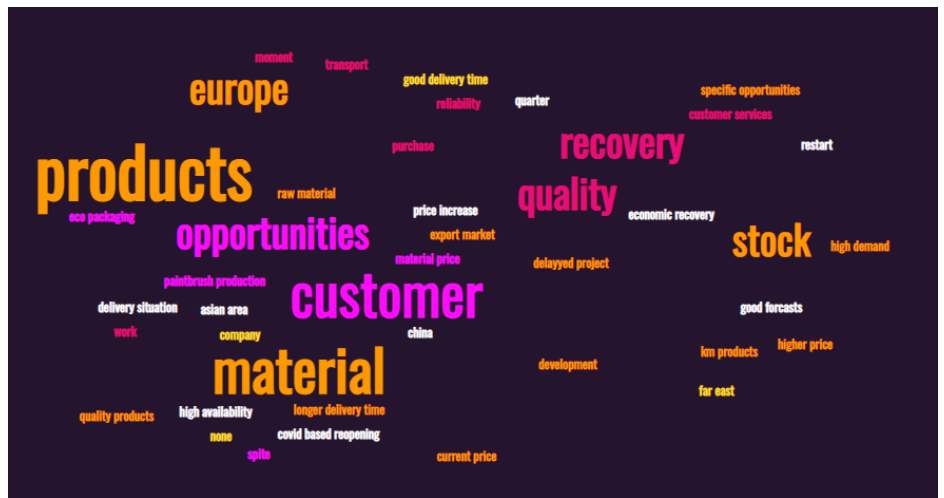 moment
transport
europe
good delivery time
specific opportunities
reliability
quarter
customer services
recovery
purchase
restart
products
raw material
quality
eco packaging
price increase
economic recovery
opportunities
export market
stock
high demand
material price
delayyed project
paintbrush production
customer
delivery situation
asian area
good forcasts
work
company
china
material
km products
higher price
development
far east
quality products
high availability
longer delivery time
none
covid based reopening
spite
current price